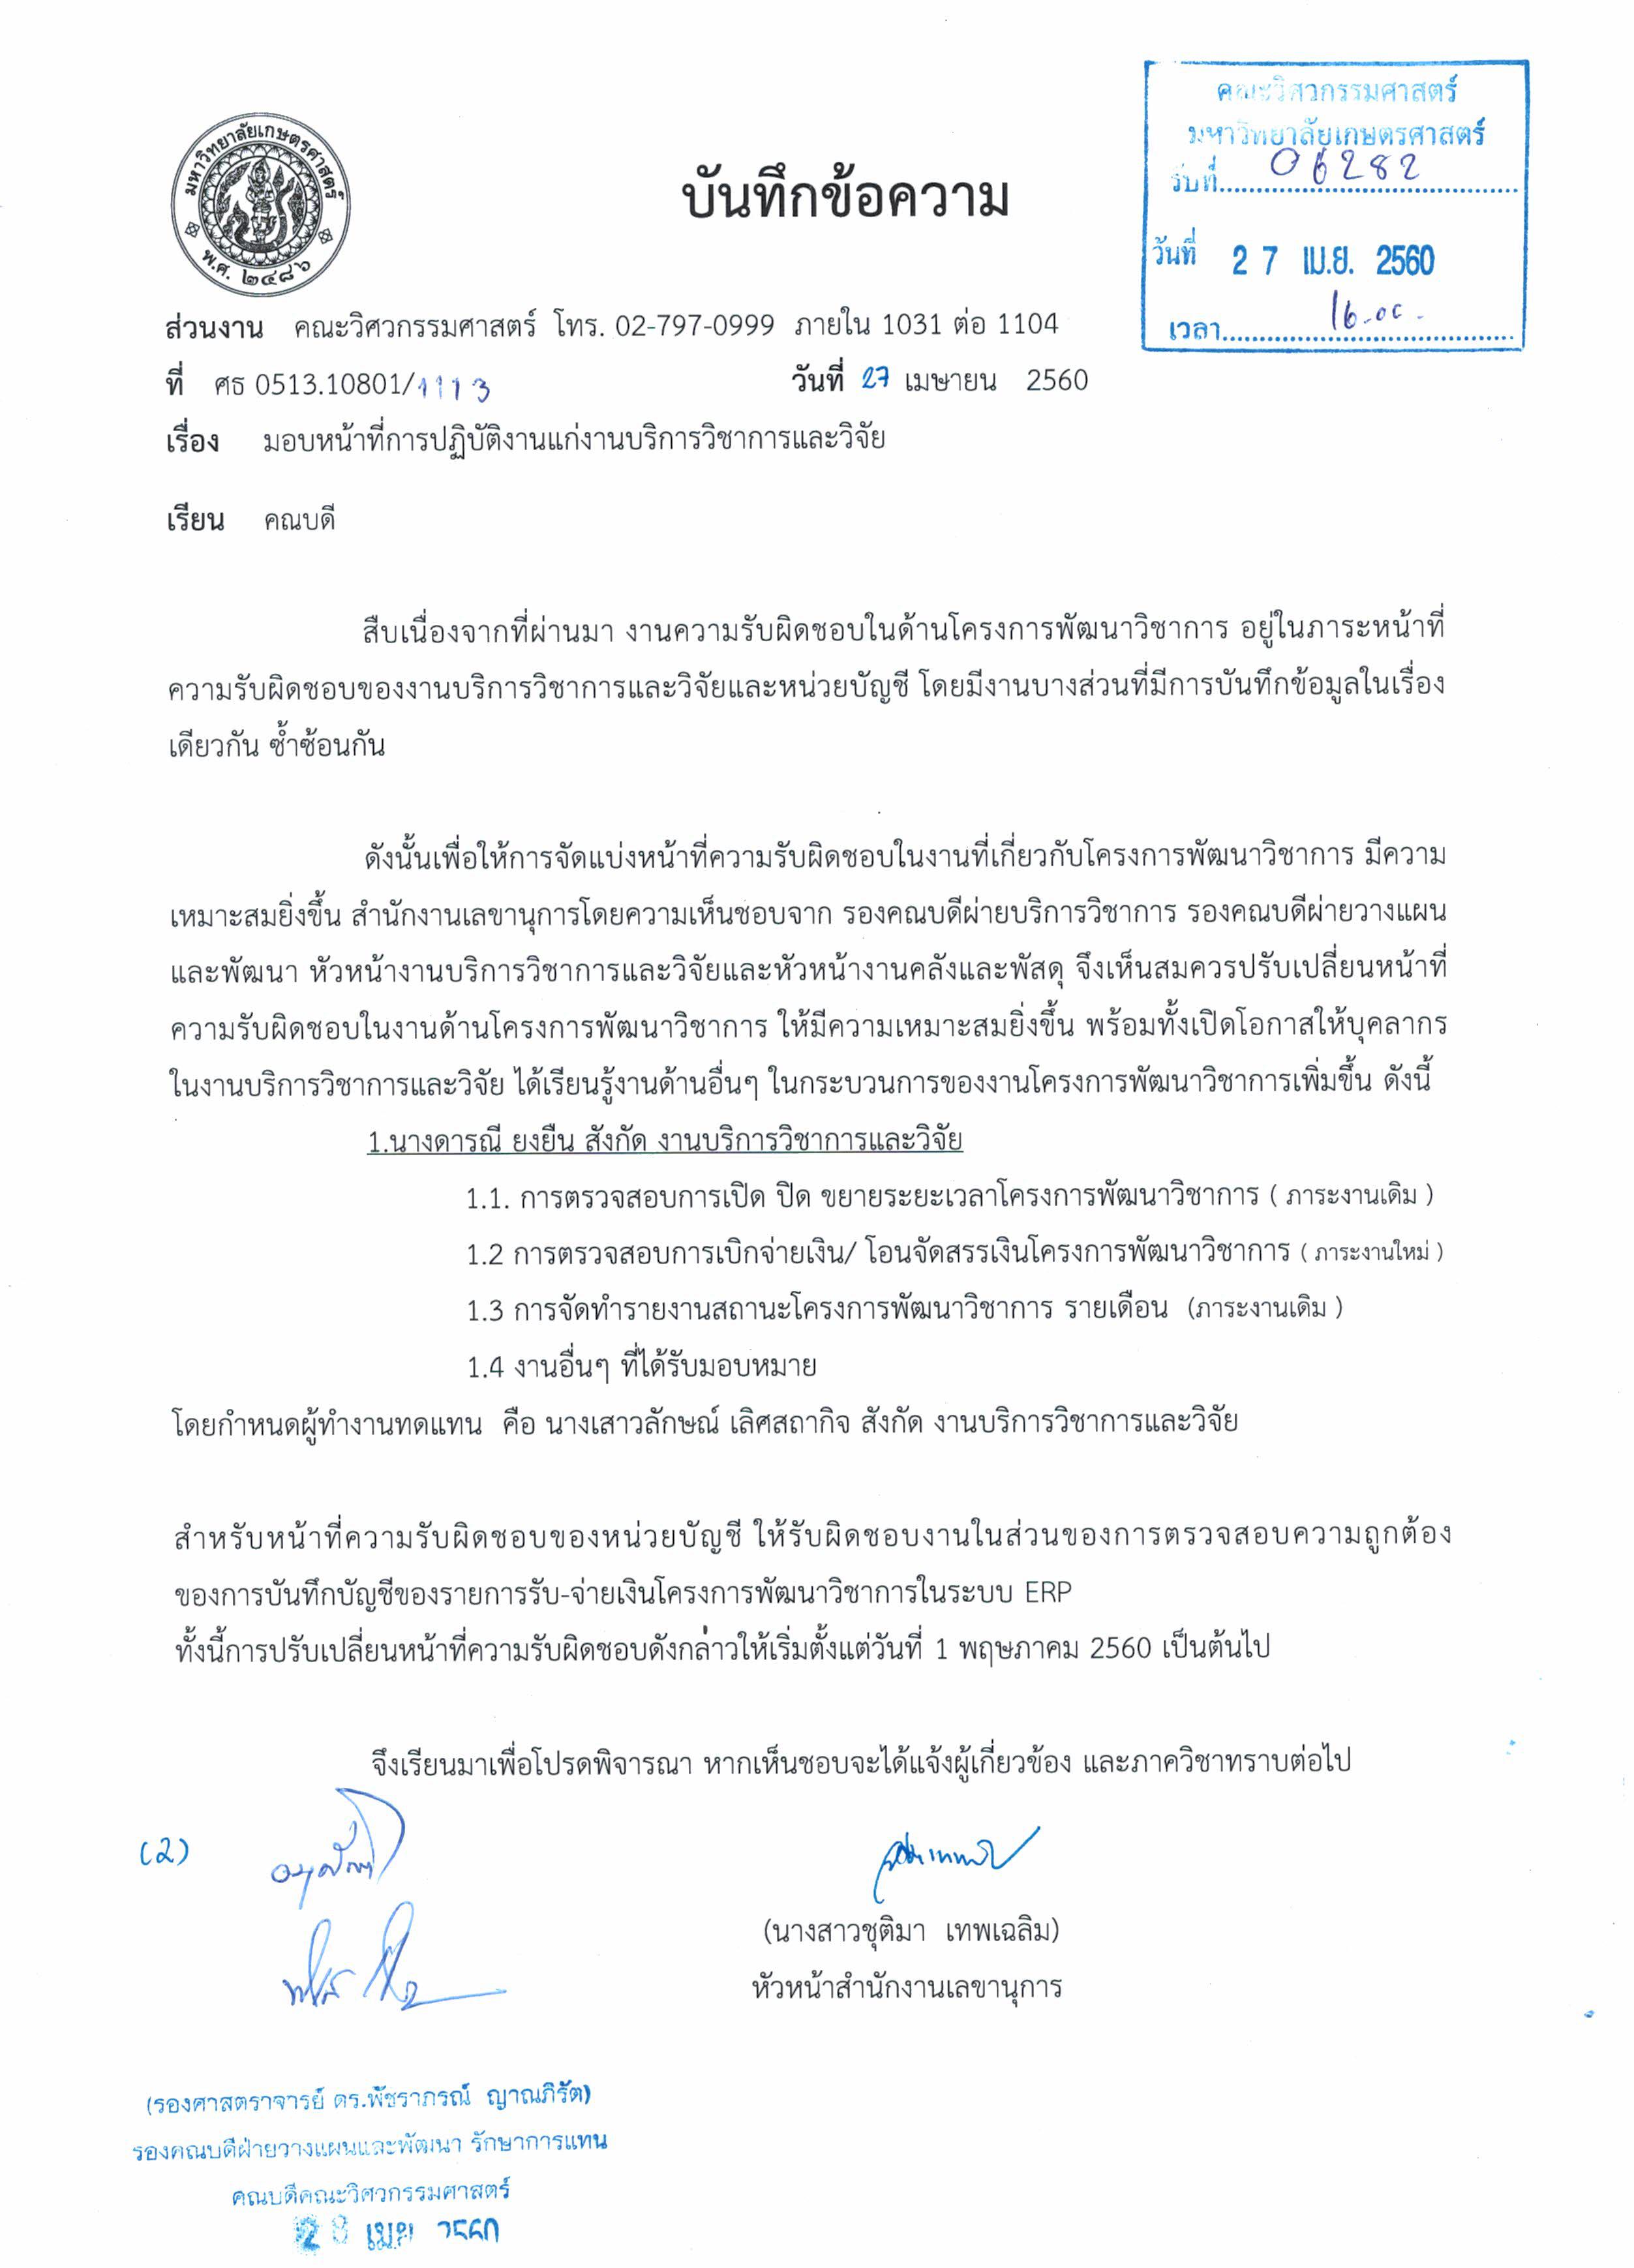 คณะวิศวกรรมศาสตร์
มหาวิทยาลัยเกษตรศาสตร์
รับที่ 06282
วันที่ 27 เม.ย. 2560
เวลา 16.00
มหาวิทยาลัยเกษตรศาสตร์
พ.ศ. ๒๔๘๖
บันทึกข้อความ
ส่วนงาน คณะวิศวกรรมศาสตร์ โทร. 02-797-0999 ภายใน 1031 ต่อ 1104
ที่ ศธ 0513.10801/1113 วันที่ 27 เมษายน 2560
เรื่อง มอบหน้าที่การปฏิบัติงานแก่งานบริการวิชาการและวิจัย
เรียน คณบดี
สืบเนื่องจากที่ผ่านมา งานความรับผิดชอบในด้านโครงการพัฒนาวิชาการ อยู่ในภาระหน้าที่
ความรับผิดชอบของงานบริการวิชาการและวิจัยและหน่วยบัญชี โดยมีงานบางส่วนที่มีการบันทึกข้อมูลในเรื่อง
เดียวกัน ซ้ำซ้อนกัน
ดังนั้นเพื่อให้การจัดแบ่งหน้าที่ความรับผิดชอบในงานที่เกี่ยวกับโครงการพัฒนาวิชาการ มีความ
เหมาะสมยิ่งขึ้น สำนักงานเลขานุการโดยความเห็นชอบจาก รองคณบดีฝ่ายบริการวิชาการ รองคณบดีฝ่ายวางแผน
และพัฒนา หัวหน้างานบริการวิชาการและวิจัยและหัวหน้างานคลังและพัสดุ จึงเห็นสมควรปรับเปลี่ยนหน้าที่
ความรับผิดชอบในงานด้านโครงการพัฒนาวิชาการ ให้มีความเหมาะสมยิ่งขึ้น พร้อมทั้งเปิดโอกาสให้บุคลากร
ในงานบริการวิชาการและวิจัย ได้เรียนรู้งานด้านอื่นๆ ในกระบวนการของงานโครงการพัฒนาวิชาการเพิ่มขึ้น ดังนี้
1.นางดารณี ยงยืน สังกัด งานบริการวิชาการและวิจัย
1.1. การตรวจสอบการเปิด ปิด ขยายระยะเวลาโครงการพัฒนาวิชาการ ( ภาระงานเดิม )
1.2 การตรวจสอบการเบิกจ่ายเงิน/ โอนจัดสรรเงินโครงการพัฒนาวิชาการ ( ภาระงานใหม่ )
1.3 การจัดทำรายงานสถานะโครงการพัฒนาวิชาการ รายเดือน (ภาระงานเดิม )
1.4 งานอื่นๆ ที่ได้รับมอบหมาย
โดยกำหนดผู้ทำงานทดแทน คือ นางเสาวลักษณ์ เลิศสถากิจ สังกัด งานบริการวิชาการและวิจัย
สำหรับหน้าที่ความรับผิดชอบของหน่วยบัญชี ให้รับผิดชอบงานในส่วนของการตรวจสอบความถูกต้อง
ของการบันทึกบัญชีของรายการรับ-จ่ายเงินโครงการพัฒนาวิชาการในระบบ ERP
ทั้งนี้การปรับเปลี่ยนหน้าที่ความรับผิดชอบดังกล่าวให้เริ่มตั้งแต่วันที่ 1 พฤษภาคม 2560 เป็นต้นไป
จึงเรียนมาเพื่อโปรดพิจารณา หากเห็นชอบจะได้แจ้งผู้เกี่ยวข้อง และภาควิชาทราบต่อไป
(2) อนุมัติ
(นางสาวชุติมา เทพเฉลิม)
หัวหน้าสำนักงานเลขานุการ
(รองศาสตราจารย์ ดร.พัชราภรณ์ ญาณภิรัต)
รองคณบดีฝ่ายวางแผนและพัฒนา รักษาการแทน
คณบดีคณะวิศวกรรมศาสตร์
28 เม.ย 2560